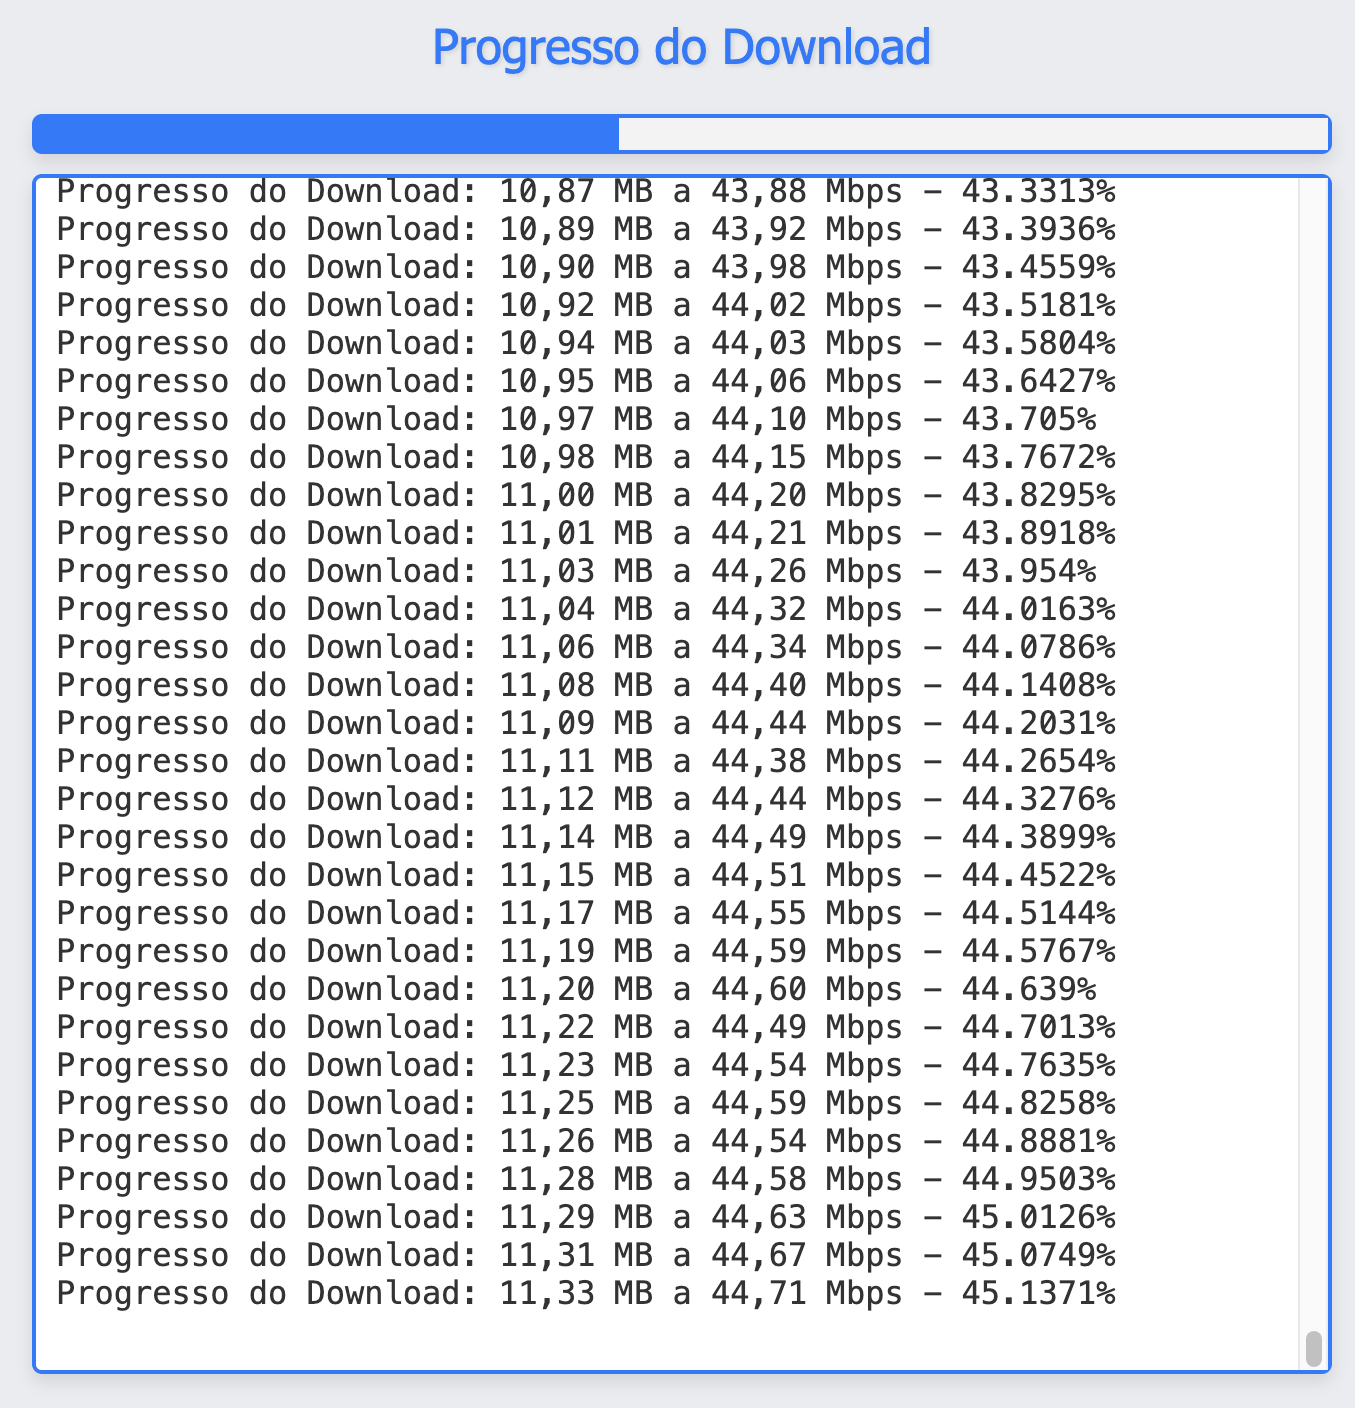 Progresso do Download
Progresso do Download: 10,87 MB a 43,88 Mbps - 43.3313%
Progresso do Download: 10,89 MB a 43,92 Mbps - 43.3936%
Progresso do Download: 10,90 MB a 43,98 Mbps - 43.4559%
Progresso do Download: 10,92 MB a 44,02 Mbps - 43.5181%
Progresso do Download: 10,94 MB a 44,03 Mbps - 43.5804%
Progresso do Download: 10,95 MB a 44,06 Mbps - 43.6427%
Progresso do Download: 10,97 MB a 44,10 Mbps - 43.705%
Progresso do Download: 10,98 MB a 44,15 Mbps - 43.7672%
Progresso do Download: 11,00 MB a 44,20 Mbps - 43.8295%
Progresso do Download: 11,01 MB a 44,21 Mbps - 43.8918%
Progresso do Download: 11,03 MB a 44,26 Mbps - 43.954%
Progresso do Download: 11,04 MB a 44,32 Mbps - 44.0163%
Progresso do Download: 11,06 MB a 44,34 Mbps - 44.0786%
Progresso do Download: 11,08 MB a 44,40 Mbps - 44.1408%
Progresso do Download: 11,09 MB a 44,44 Mbps - 44.2031%
Progresso do Download: 11,11 MB a 44,38 Mbps - 44.2654%
Progresso do Download: 11,12 MB a 44,44 Mbps - 44.3276%
Progresso do Download: 11,14 MB a 44,49 Mbps - 44.3899%
Progresso do Download: 11,15 MB a 44,51 Mbps - 44.4522%
Progresso do Download: 11,17 MB a 44,55 Mbps - 44.5144%
Progresso do Download: 11,19 MB a 44,59 Mbps - 44.5767%
Progresso do Download: 11,20 MB a 44,60 Mbps - 44.639%
Progresso do Download: 11,22 MB a 44,49 Mbps - 44.7013%
Progresso do Download: 11,23 MB a 44,54 Mbps - 44.7635%
Progresso do Download: 11,25 MB a 44,59 Mbps - 44.8258%
Progresso do Download: 11,26 MB a 44,54 Mbps - 44.8881%
Progresso do Download: 11,28 MB a 44,58 Mbps - 44.9503%
Progresso do Download: 11,29 MB a 44,63 Mbps - 45.0126%
Progresso do Download: 11,31 MB a 44,67 Mbps - 45.0749%
Progresso do Download: 11,33 MB a 44,71 Mbps - 45.1371%